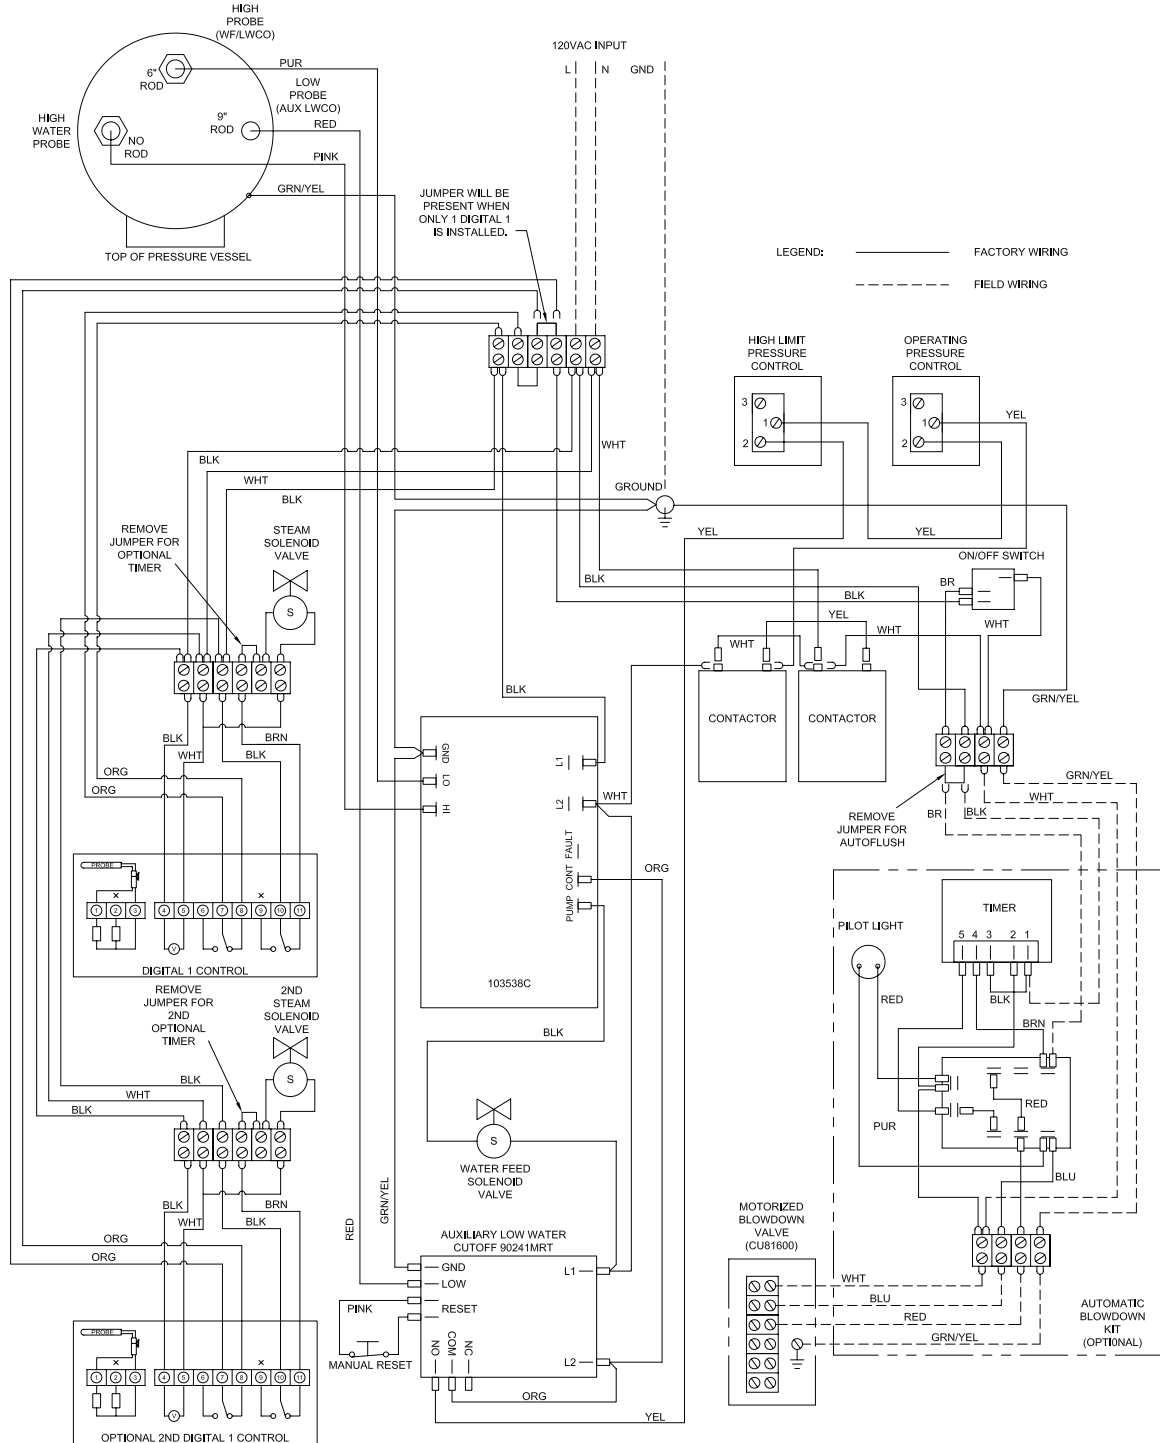 HIGH
PROBE
(WF/LWCO)
6"
ROD
PUR
LOW
PROBE
(AUX LWCO)
9"
ROD
RED
HIGH
WATER
PROBE
NO
ROD
PINK
GRN/YEL
TOP OF PRESSURE VESSEL
120VAC INPUT
L
N
GND
JUMPER WILL BE
PRESENT WHEN
ONLY 1 DIGITAL 1
IS INSTALLED.
LEGEND:
FACTORY WIRING
FIELD WIRING
HIGH LIMIT
PRESSURE
CONTROL
3
1
2
OPERATING
PRESSURE
CONTROL
3
1
2
YEL
WHT
BLK
WHT
BLK
GROUND
YEL
YEL
REMOVE
JUMPER FOR
OPTIONAL
TIMER
STEAM
SOLENOID
VALVE
S
ON/OFF SWITCH
BLK
BR
BLK
YEL
WHT
WHT
WHT
CONTACTOR
CONTACTOR
GRN/YEL
BLK
BLK
WHT
BLK
BRN
ORG
ORG
GND
LO
HI
L1
L2
FAULT
CONT
PUMP
WHT
ORG
103538C
GRN/YEL
WHT
BR
BLK
REMOVE
JUMPER FOR
AUTOFLUSH
PROBE
1
2
3
4
5
6
7
8
9
10
11
V
DIGITAL 1 CONTROL
REMOVE
JUMPER FOR
2ND
OPTIONAL
TIMER
2ND
STEAM
SOLENOID
VALVE
S
BLK
WHT
BLK
BLK
WHT
BLK
BRN
ORG
ORG
BLK
S
WATER FEED
SOLENOID
VALVE
RED
GRN/YEL
AUXILIARY LOW WATER
CUTOFF 90241MRT
GND
LOW
RESET
PINK
MANUAL RESET
NO
COM
NC
L1
L2
ORG
YEL
PILOT LIGHT
TIMER
5 4 3 2 1
RED
BLK
BRN
RED
PUR
BLU
MOTORIZED
BLOWDOWN
VALVE
(CU81600)
WHT
BLU
RED
GRN/YEL
AUTOMATIC
BLOWDOWN
KIT
(OPTIONAL)
PROBE
1
2
3
4
5
6
7
8
9
10
11
V
OPTIONAL 2ND DIGITAL 1 CONTROL